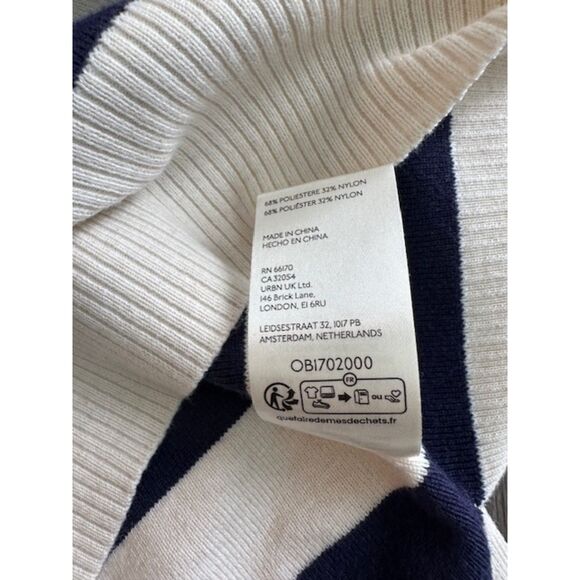 68% POLIESTERE 32% NYLON
68% POLIÉSTER 32% NYLON
MADE IN CHINA
HECHO EN CHINA
RN 66170
CA 32054
URBN UK Ltd.
146 Brick Lane,
LONDON, E1 6RU
LEIDSESTRAAT 32, 1017 PB
AMSTERDAM, NETHERLANDS
OB1702000
FR
ou
quefairedemesdechets.fr